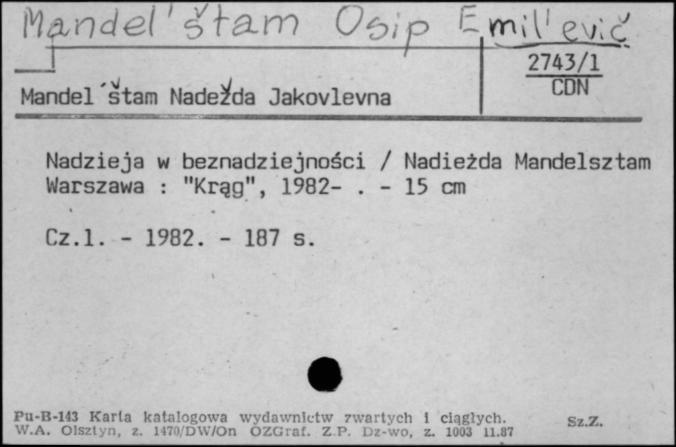 Mandel'štam Osip Emil'evič
2743/1
CDN
Mandel´štam Nadežda Jakovlevna
Nadzieja w beznadziejności / Nadieżda Mandelsztam
Warszawa : "Krąg", 1982- . - 15 cm
Cz.1. - 1982. - 187 s.
Pu-B-143 Karta katalogowa wydawnictw zwartych i ciągłych. Sz.Z.
W.A. Olsztyn, z. 1470/DW/On OZGraf. Z.P. Dz-wo, z. 1003 11.87